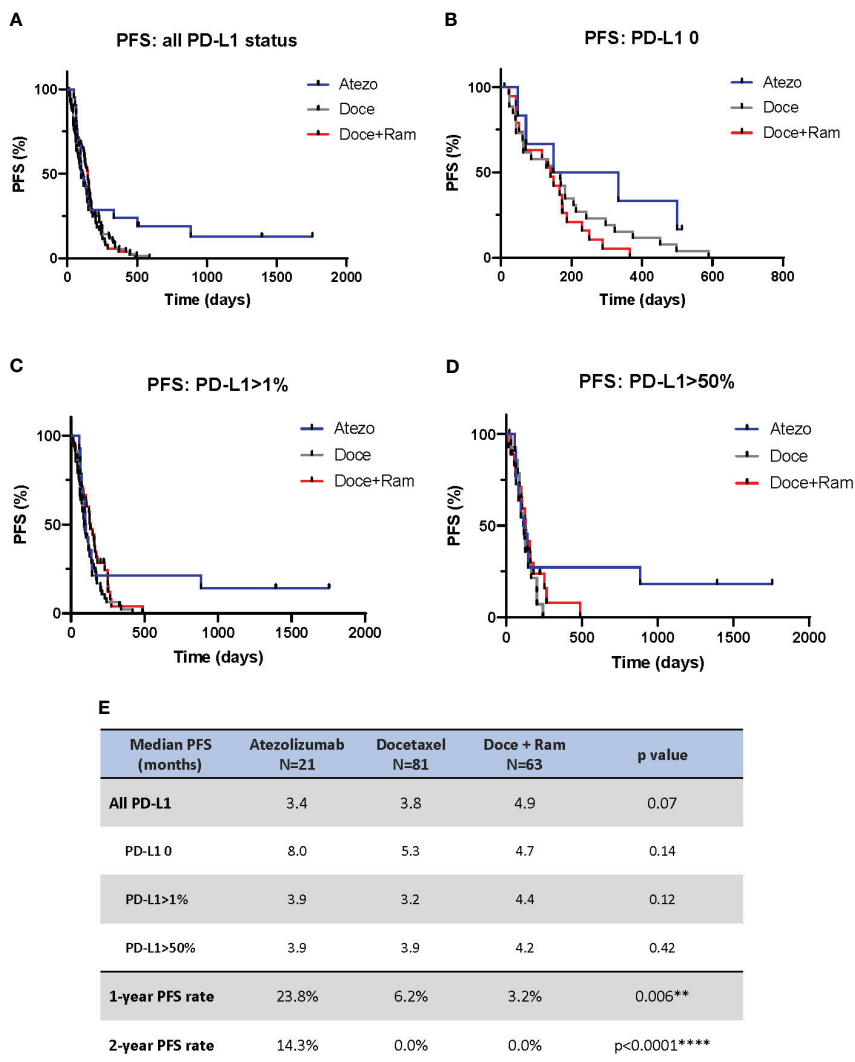 A
PFS: all PD-L1 status
PFS (%)
100
50
0
0 500 1000 1500 2000
Time (days)
Atezo
Doce
Doce+Ram
B
PFS: PD-L1 0
PFS (%)
100
50
0
0 200 400 600 800
Time (days)
Atezo
Doce
Doce+Ram
C
PFS: PD-L1>1%
PFS (%)
100
50
0
0 500 1000 1500 2000
Time (days)
Atezo
Doce
Doce+Ram
D
PFS: PD-L1>50%
PFS (%)
100
50
0
0 500 1000 1500 2000
Time (days)
Atezo
Doce
Doce+Ram
E
Median PFS (months) Atezolizumab N=21 Docetaxel N=81 Doce + Ram N=63 p value
All PD-L1 3.4 3.8 4.9 0.07
PD-L1 0 8.0 5.3 4.7 0.14
PD-L1>1% 3.9 3.2 4.4 0.12
PD-L1>50% 3.9 3.9 4.2 0.42
1-year PFS rate 23.8% 6.2% 3.2% 0.006**
2-year PFS rate 14.3% 0.0% 0.0% p<0.0001****